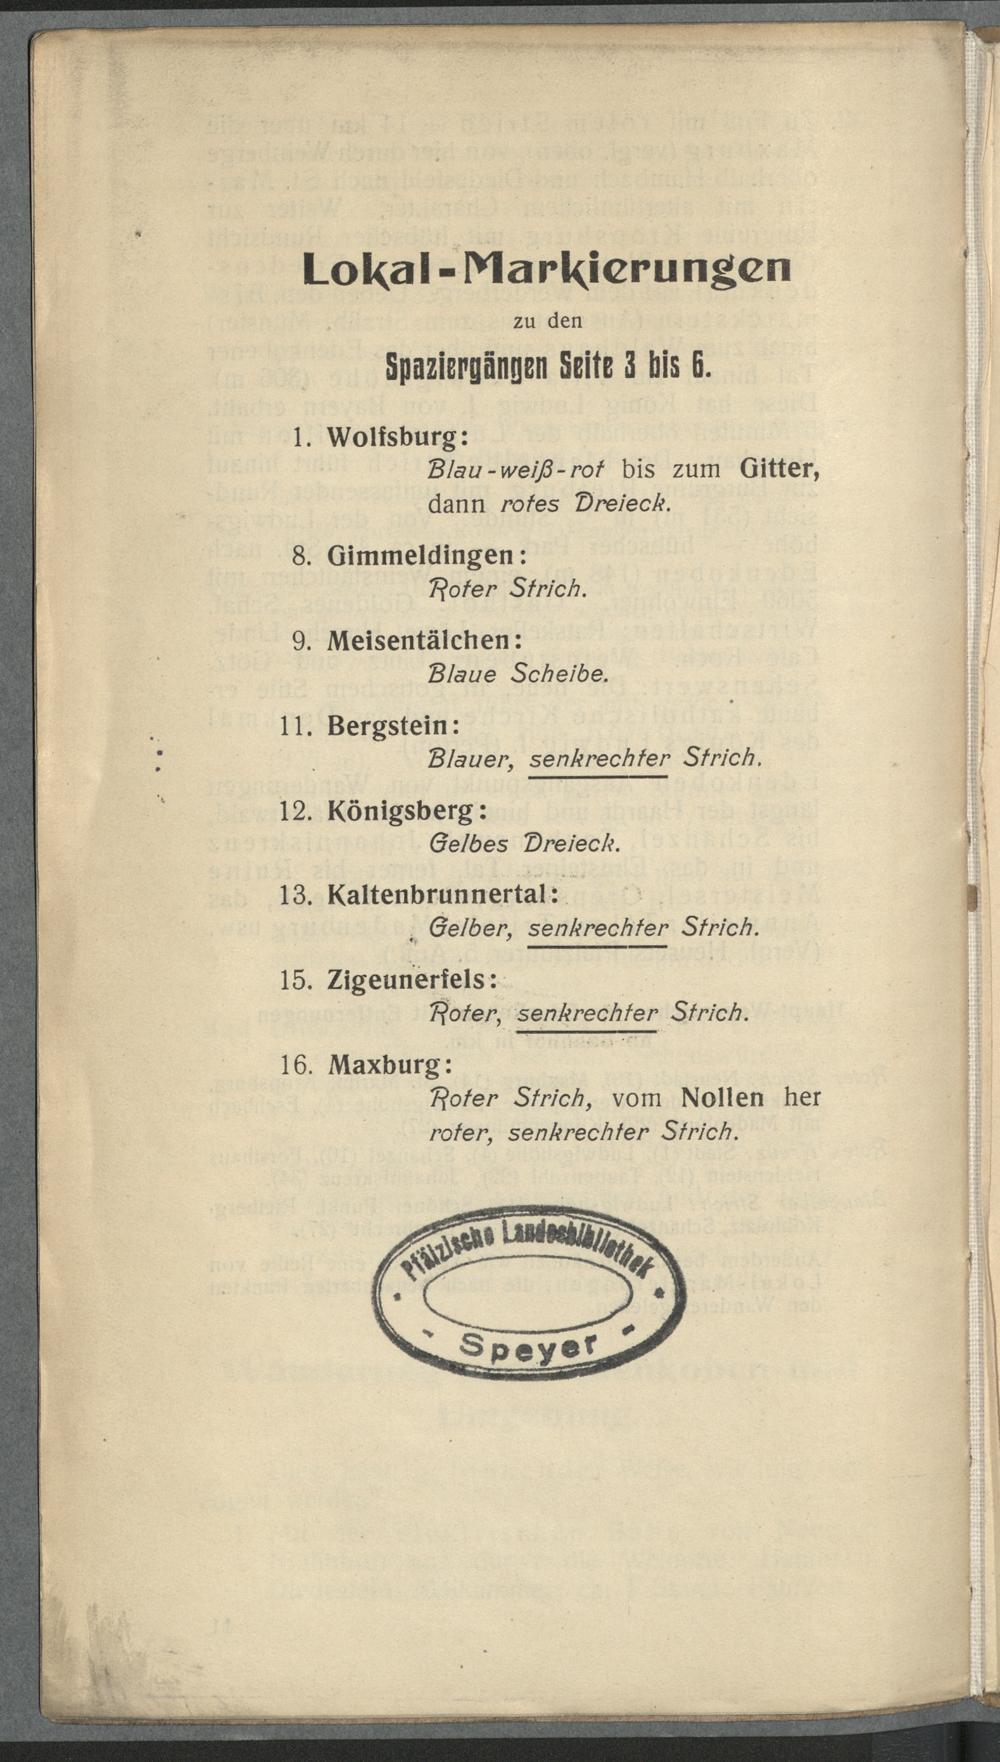 Lokal-Markierungen
zu den
Spaziergängen Seite 3 bis 6.
1. Wolfsburg:
Blau-weiß-rot bis zum Gitter,
dann rotes Dreieck.
8. Gimmeldingen:
Roter Strich.
9. Meisentälchen:
Blaue Scheibe.
11. Bergstein:
Blauer, senkrechter Strich.
12. Königsberg:
Gelbes Dreieck.
13. Kaltenbrunnertal:
Gelber, senkrechter Strich.
15. Zigeunerfels:
Roter, senkrechter Strich.
16. Maxburg:
Roter Strich, vom Nollen her
roter, senkrechter Strich.
Pfälzische Landesbibliothek
- Speyer -